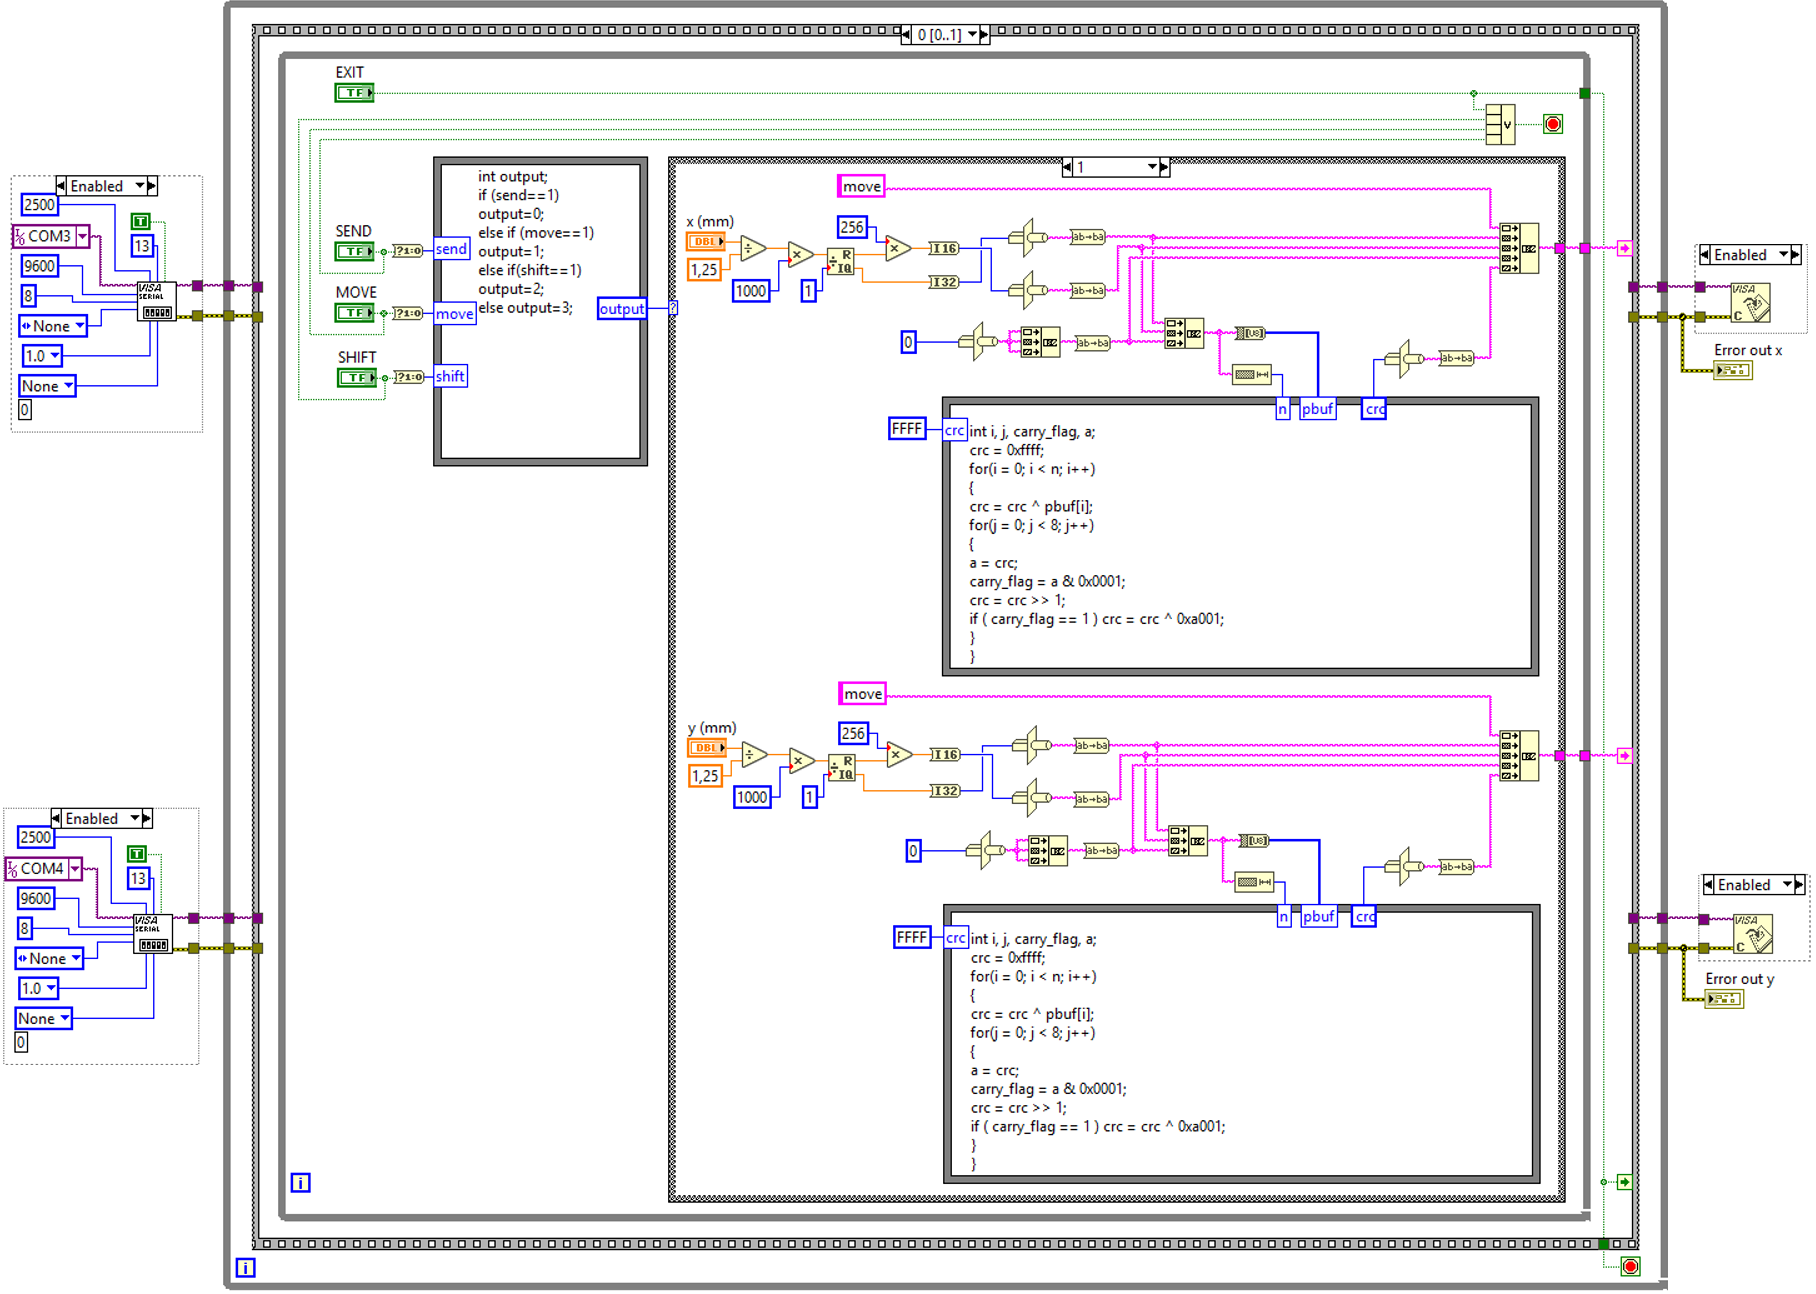 0 [0..1]
EXIT
TF
V
Enabled
2500
T
COM3
13
9600
8
None
1.0
None
0
VISA
SERIAL
SEND
TF
?1:0
send
MOVE
TF
?1:0
move
SHIFT
TF
?1:0
shift
int output;
if (send==1)
output=0;
else if (move==1)
output=1;
else if(shift==1)
output=2;
else output=3;
output
?
1
move
x (mm)
DBL
÷
1,25
×
1000
1
R
÷
IQ
256
×
I16
I32
ab→ba
ab→ba
0
ab→ba
[U8]
ab→ba
n
pbuf
crc
FFFF
crc
int i, j, carry_flag, a;
crc = 0xffff;
for(i = 0; i < n; i++)
{
crc = crc ^ pbuf[i];
for(j = 0; j < 8; j++)
{
a = crc;
carry_flag = a & 0x0001;
crc = crc >> 1;
if ( carry_flag == 1 ) crc = crc ^ 0xa001;
}
}
move
y (mm)
DBL
÷
1,25
×
1000
1
R
÷
IQ
256
×
I16
I32
ab→ba
ab→ba
0
ab→ba
[U8]
ab→ba
n
pbuf
crc
FFFF
crc
int i, j, carry_flag, a;
crc = 0xffff;
for(i = 0; i < n; i++)
{
crc = crc ^ pbuf[i];
for(j = 0; j < 8; j++)
{
a = crc;
carry_flag = a & 0x0001;
crc = crc >> 1;
if ( carry_flag == 1 ) crc = crc ^ 0xa001;
}
}
Enabled
2500
T
COM4
13
9600
8
None
1.0
None
0
VISA
SERIAL
i
i
Enabled
VISA
C
Error out x
Enabled
VISA
C
Error out y